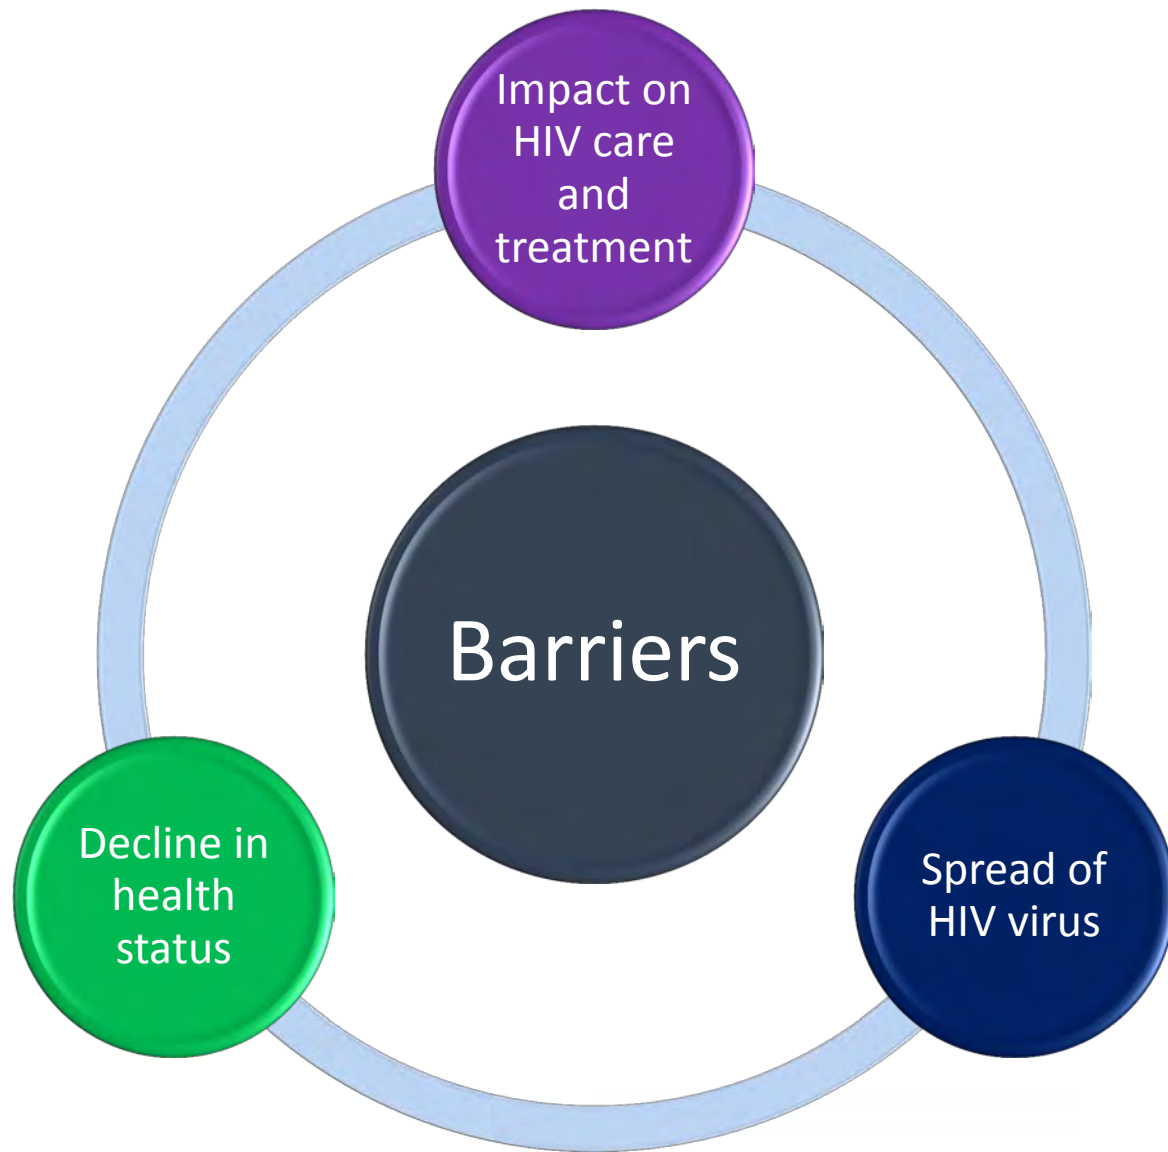 Impact on
HIV care
and
treatment
Barriers
Decline in
health
status
Spread of
HIV virus